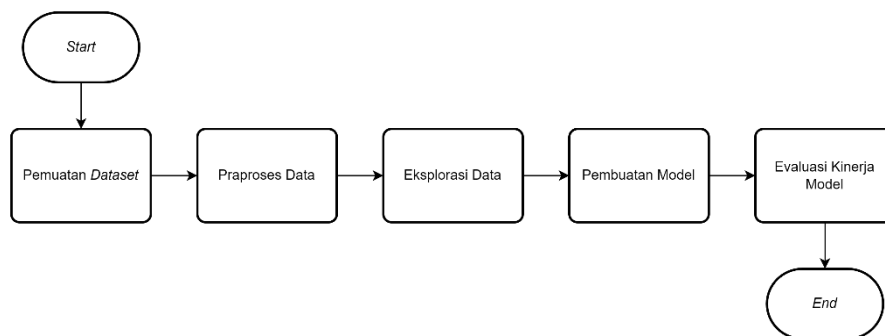 Start
Pemuatan Dataset
Praproses Data
Eksplorasi Data
Pembuatan Model
Evaluasi Kinerja
Model
End